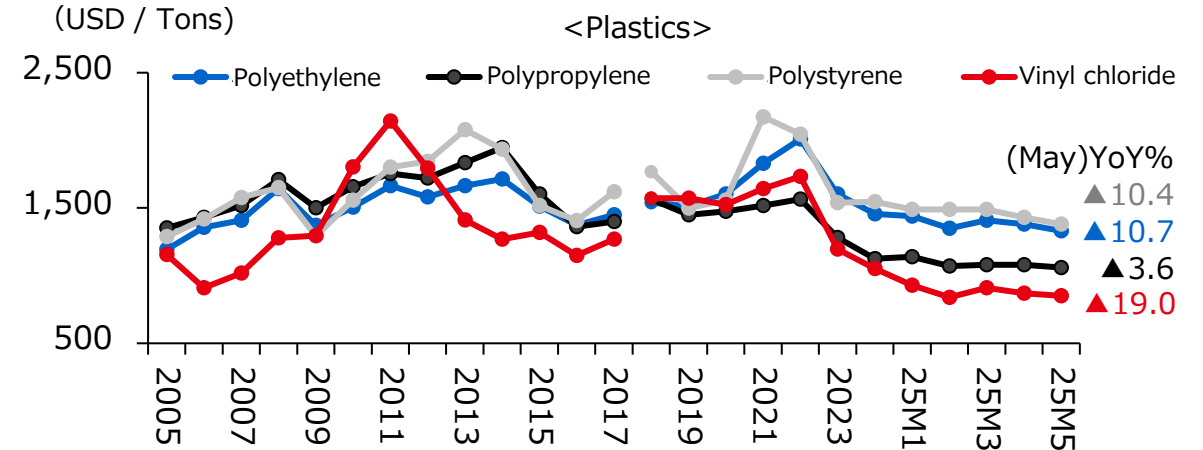 (USD / Tons)
<Plastics>
2,500
Polyethylene
Polypropylene
Polystyrene
Vinyl chloride
(May)YoY%
▲10.4
1,500
▲10.7
▲3.6
▲19.0
500
2005
2007
2009
2011
2013
2015
2017
2019
2021
2023
25M1
25M3
25M5